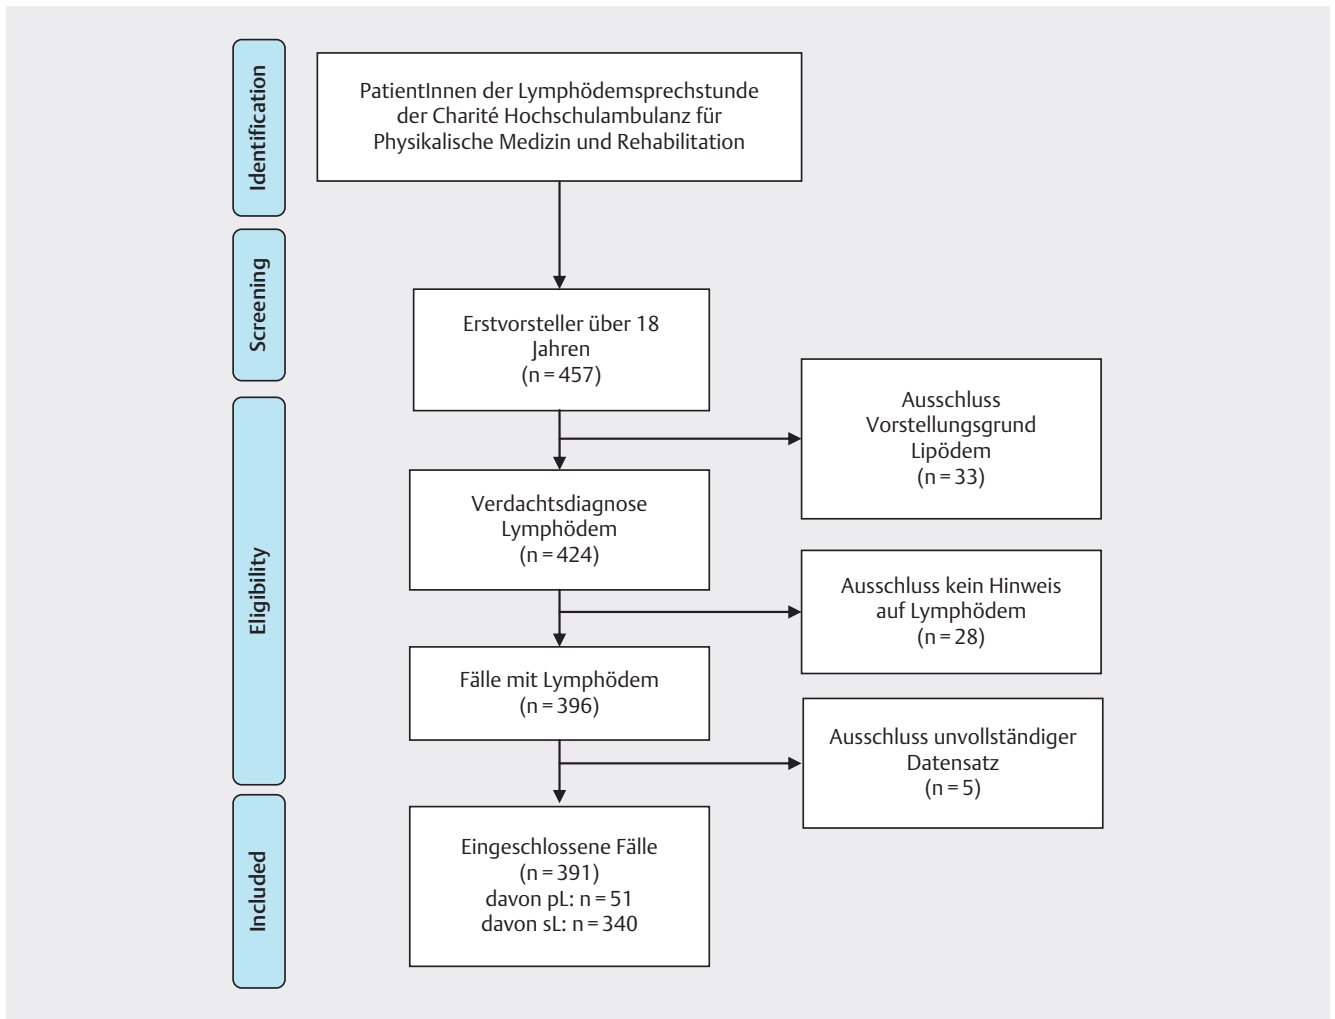 Identification
PatientInnen der Lymphödemsprechstunde
der Charité Hochschulambulanz für
Physikalische Medizin und Rehabilitation
Screening
Erstvorsteller über 18
Jahren
(n = 457)
Ausschluss
Vorstellungsgrund
Lipödem
(n = 33)
Eligibility
Verdachtsdiagnose
Lymphödem
(n = 424)
Ausschluss kein Hinweis
auf Lymphödem
(n = 28)
Fälle mit Lymphödem
(n = 396)
Ausschluss unvollständiger
Datensatz
(n = 5)
Included
Eingeschlossene Fälle
(n = 391)
davon pL: n = 51
davon sL: n = 340